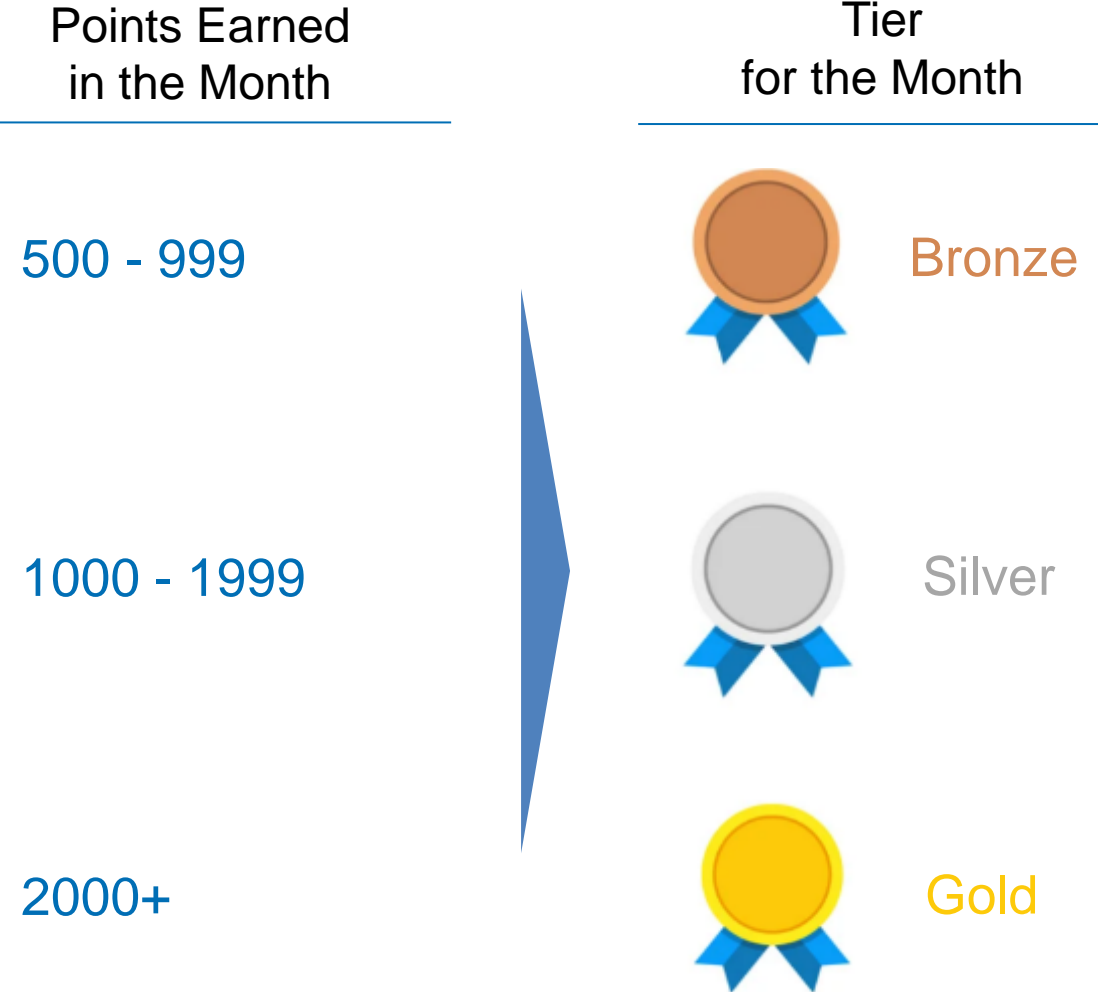 Points Earned
in the Month
Tier
for the Month
500 - 999
Bronze
1000 - 1999
Silver
2000+
Gold